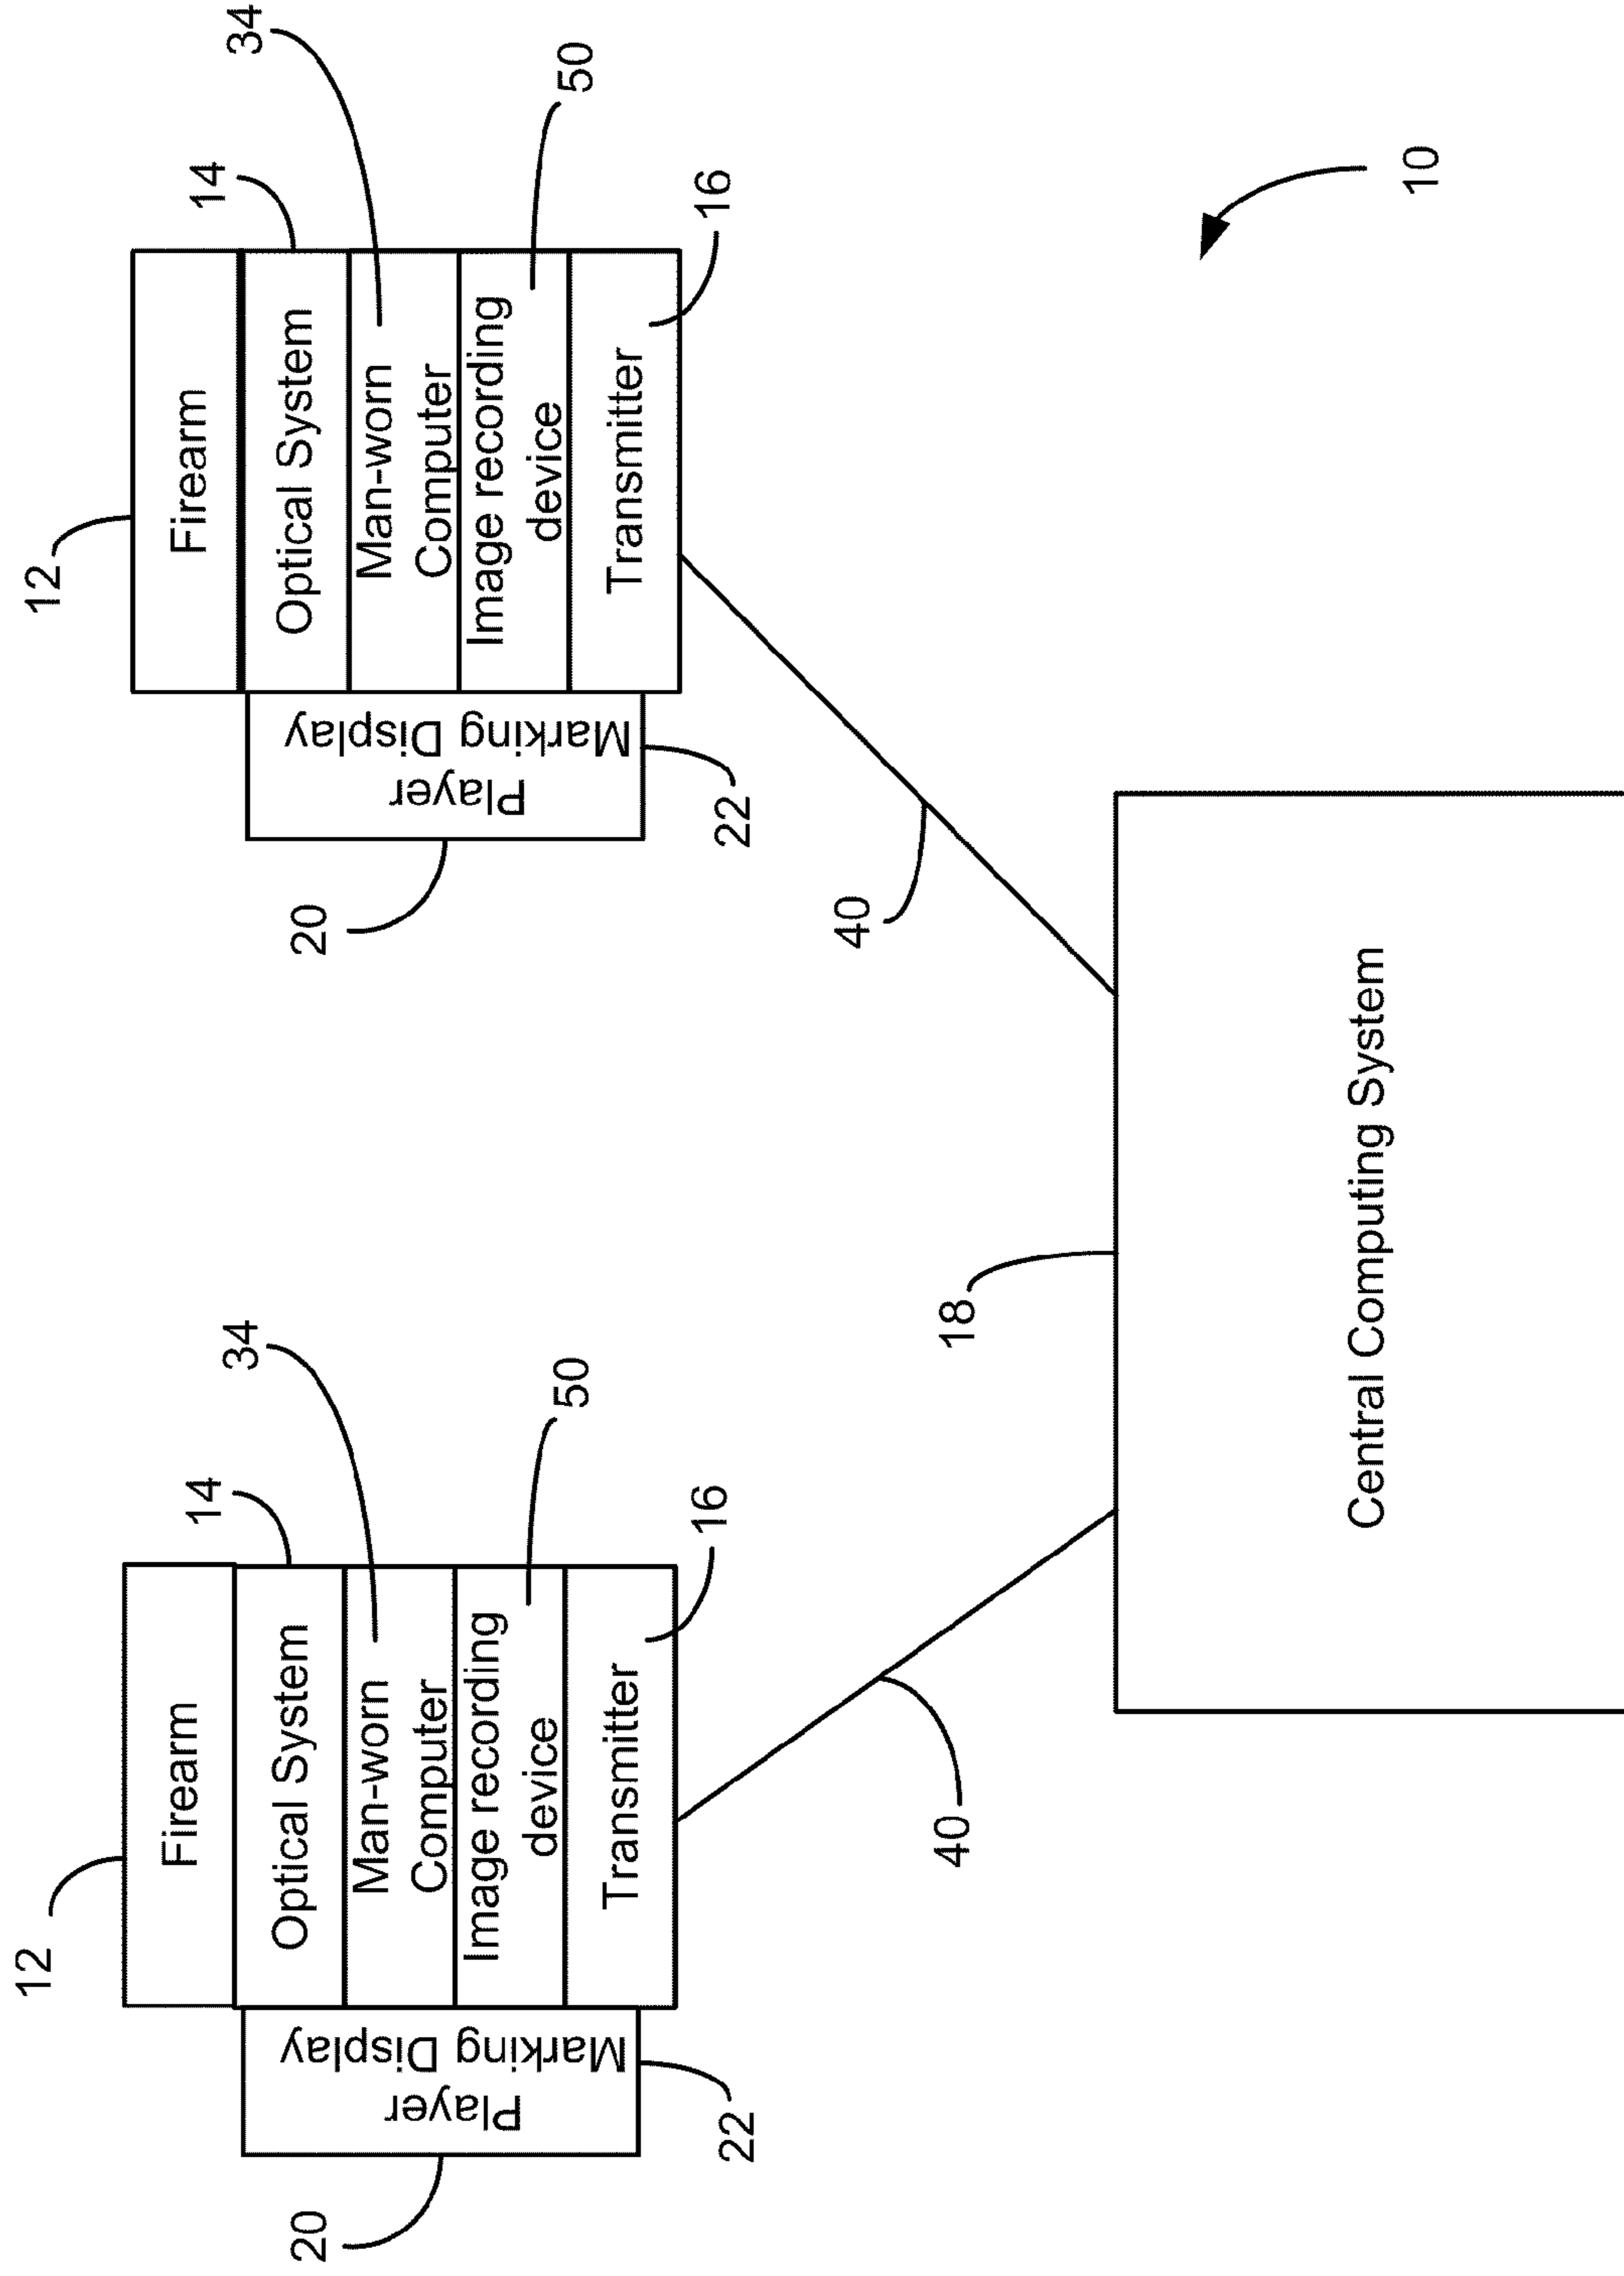 34
12
14
50
Firearm
Optical System
Man-worn
Computer
Image recording
device
Transmitter
16
Player
Marking Display
20
22
40
34
12
14
50
Firearm
Optical System
Man-worn
Computer
Image recording
device
Transmitter
16
Player
Marking Display
20
22
40
18
Central Computing System
10